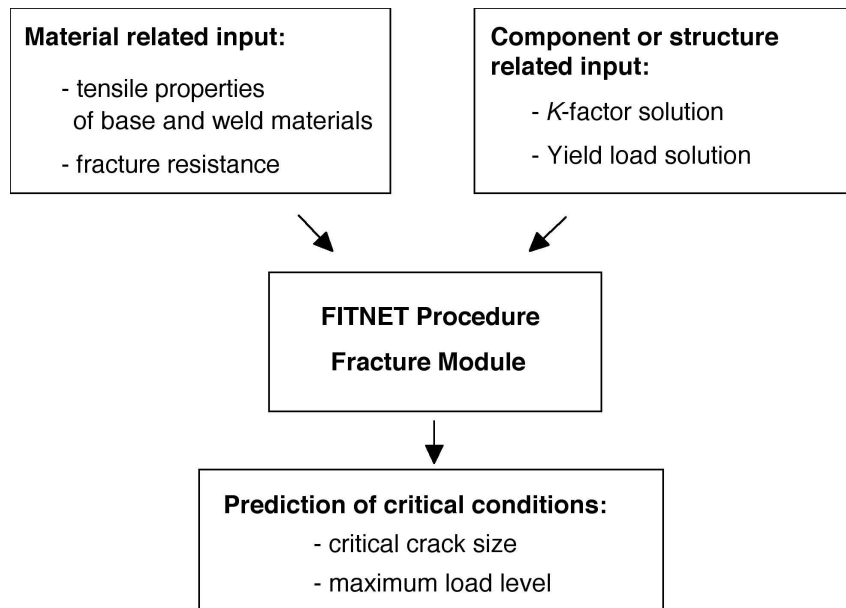 Material related input:
- tensile properties
of base and weld materials
- fracture resistance
Component or structure
related input:
- K-factor solution
- Yield load solution
FITNET Procedure
Fracture Module
Prediction of critical conditions:
- critical crack size
- maximum load level